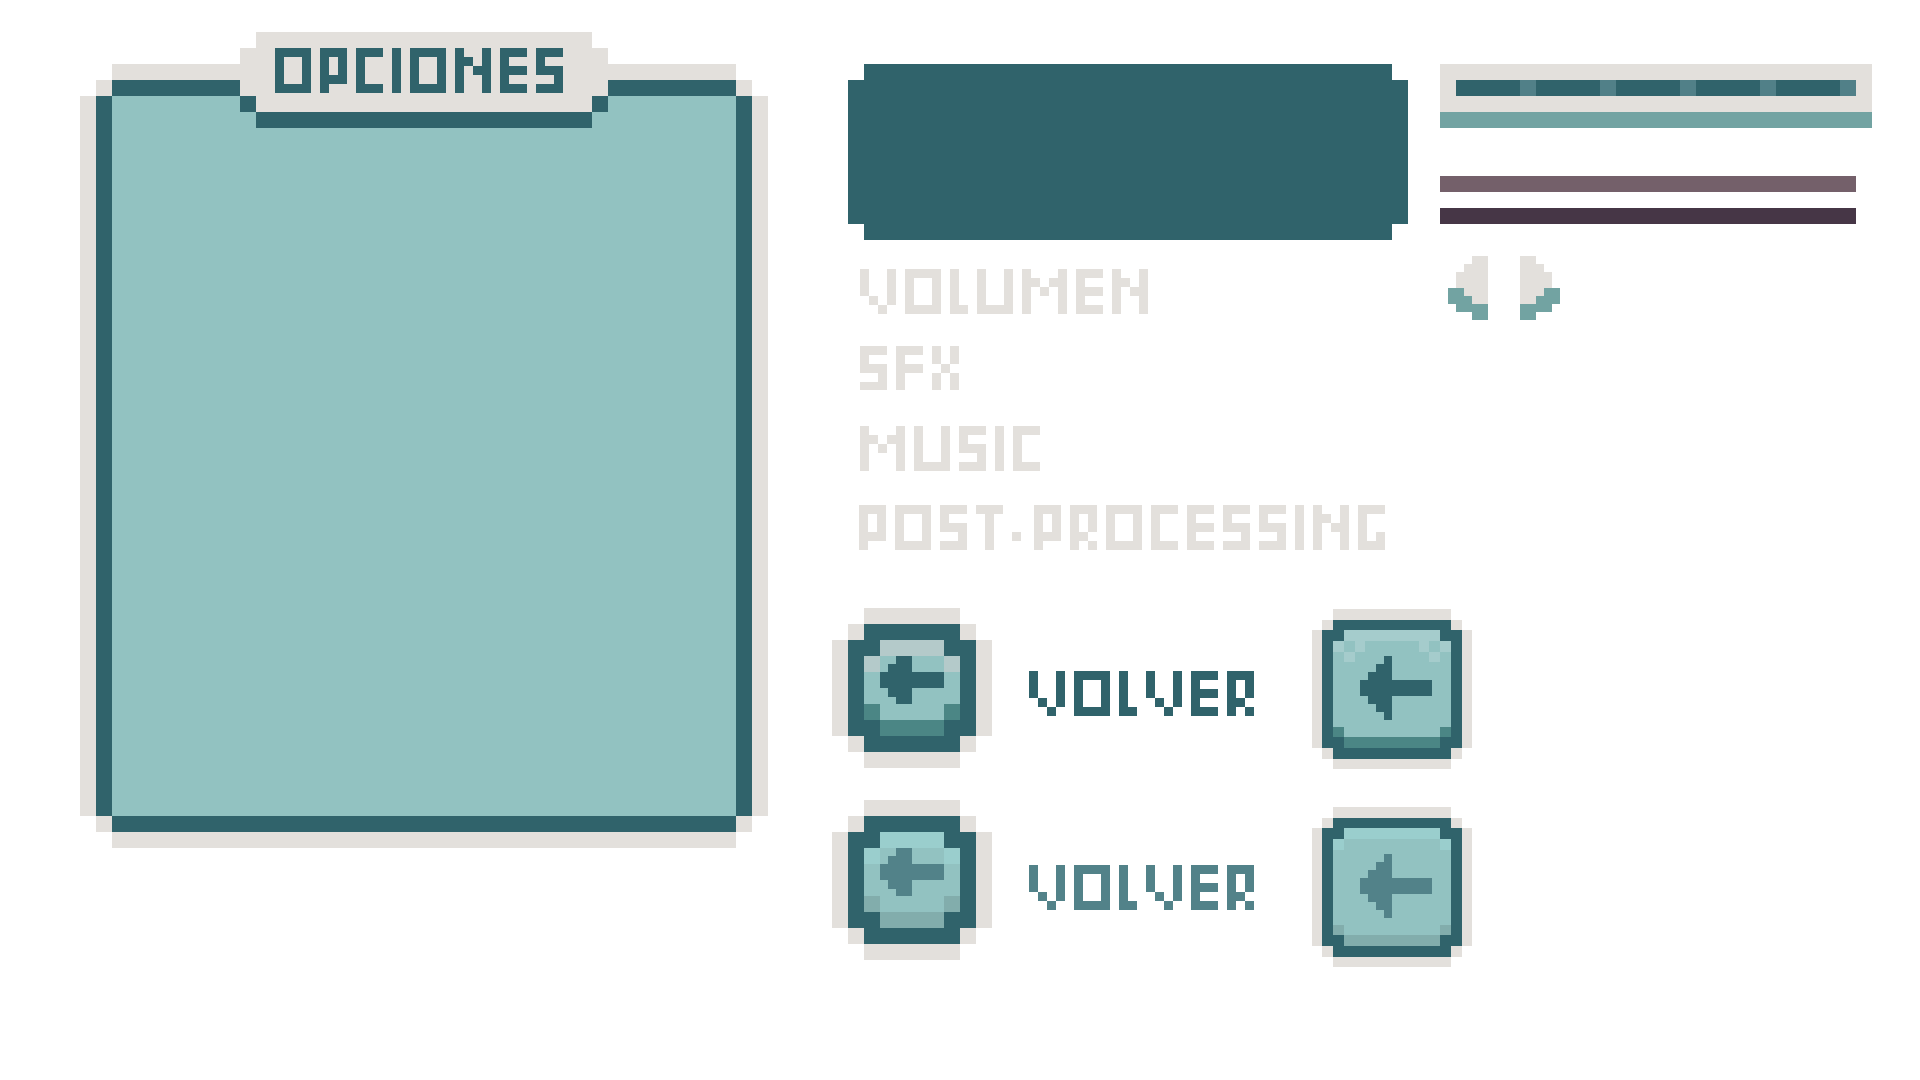 OPCIONES
VOLUMEN
SFX
MUSIC
POST.PROCESSING
VOLVER
VOLVER